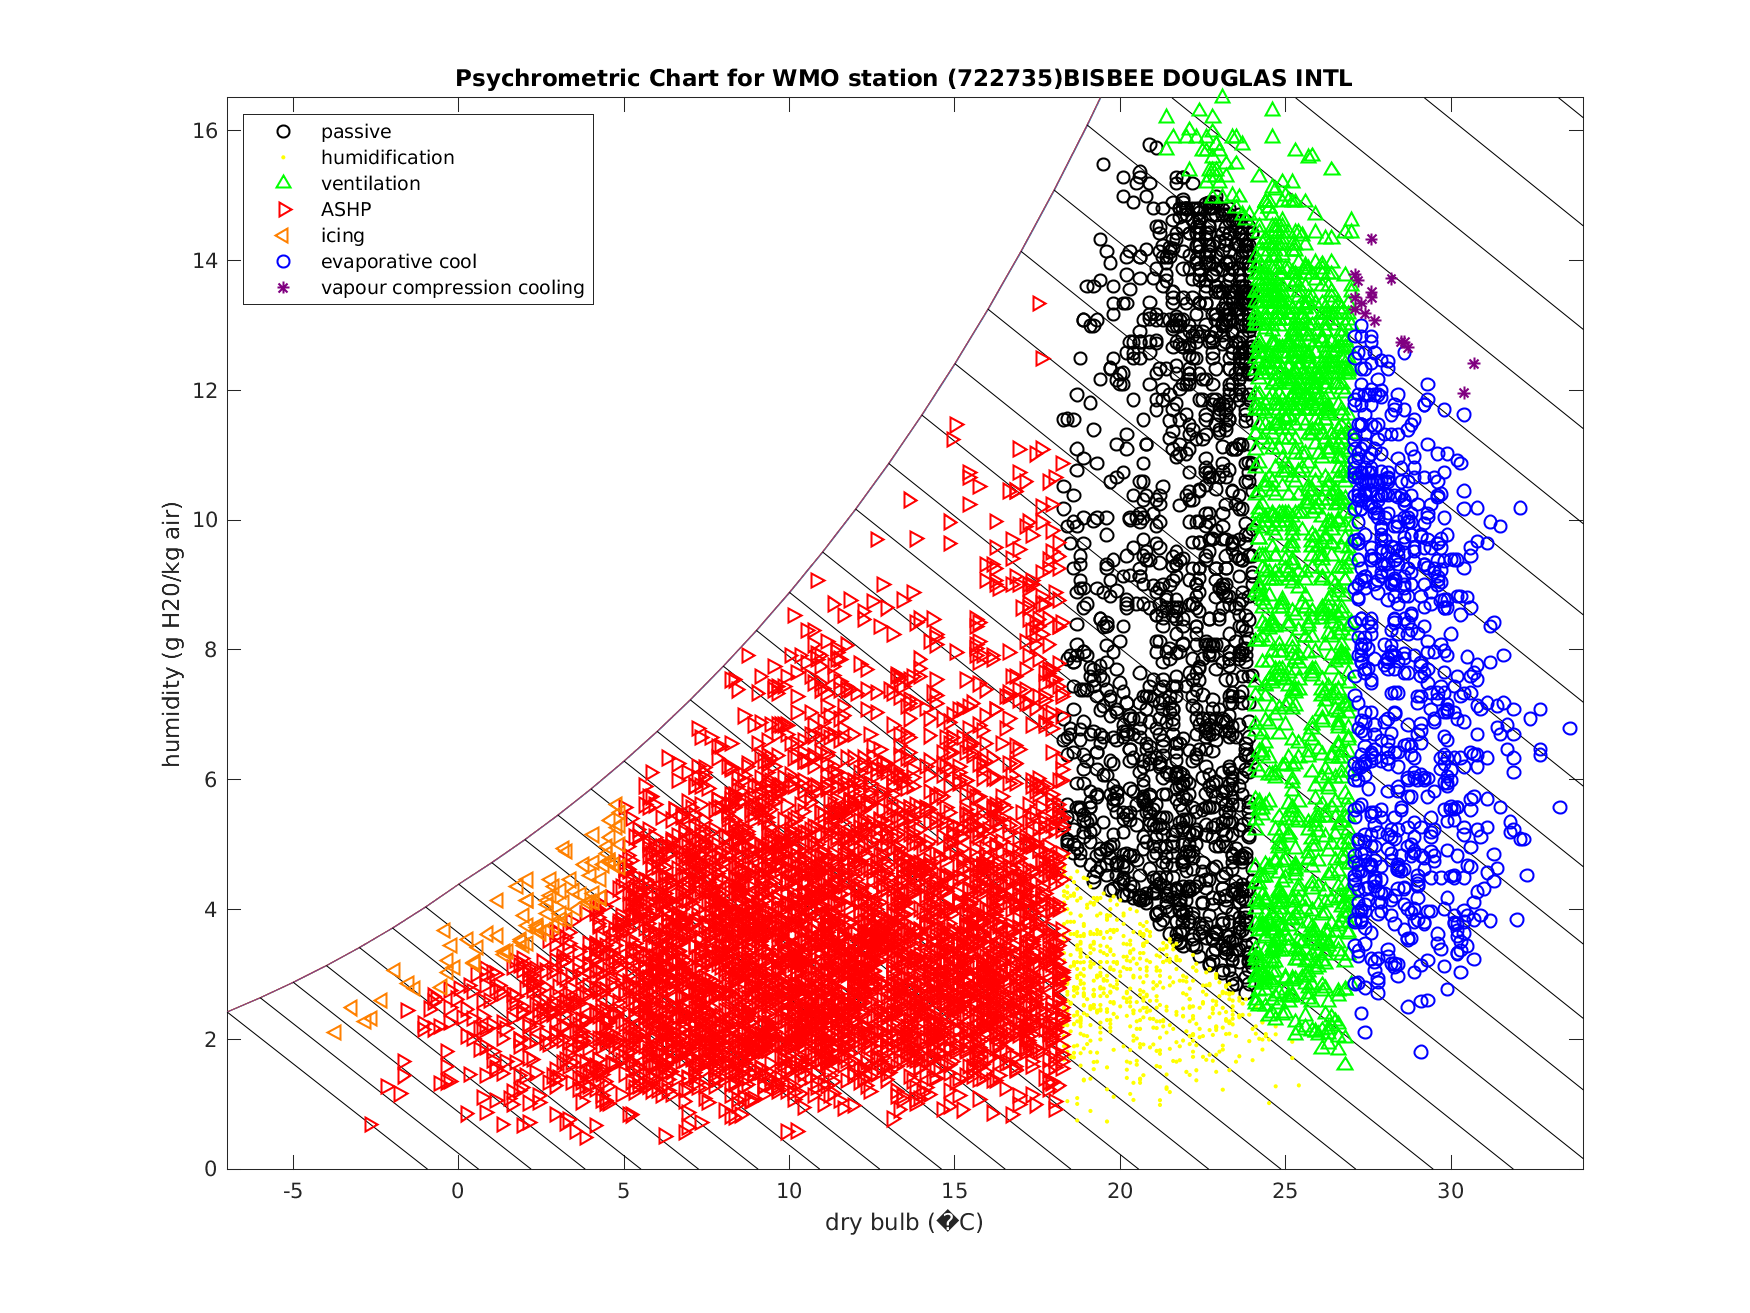 Psychrometric Chart for WMO station (722735)BISBEE DOUGLAS INTL
passive
humidification
ventilation
ASHP
icing
evaporative cool
vapour compression cooling
humidity (g H20/kg air)
16
14
12
10
8
6
4
2
0
-5
0
5
10
15
20
25
30
dry bulb (�C)